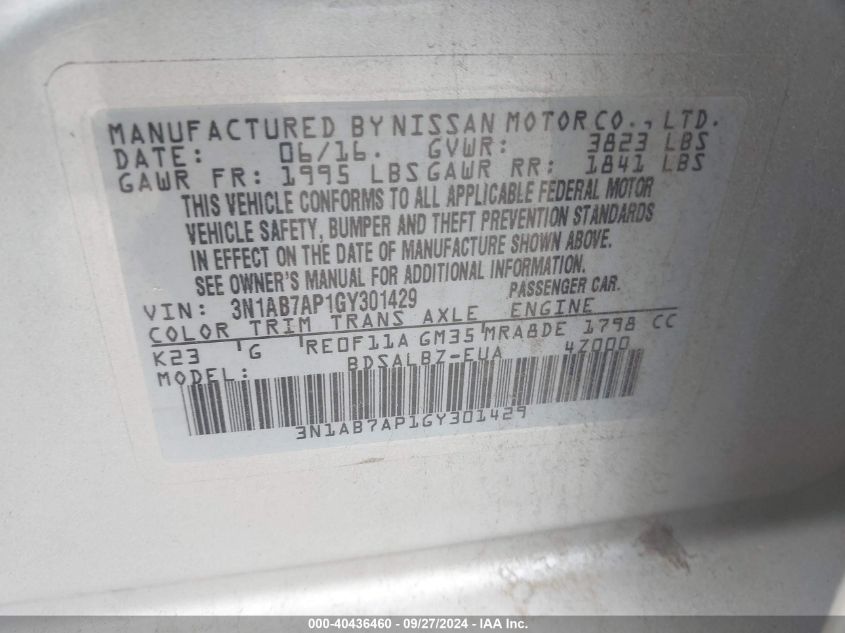 MANUFACTURED BY NISSAN MOTOR CO., LTD.
DATE: 06/16. GVWR: 3823 LBS
GAWR FR: 1995 LBS GAWR RR: 1841 LBS
THIS VEHICLE CONFORMS TO ALL APPLICABLE FEDERAL MOTOR
VEHICLE SAFETY, BUMPER AND THEFT PREVENTION STANDARDS
IN EFFECT ON THE DATE OF MANUFACTURE SHOWN ABOVE.
SEE OWNER'S MANUAL FOR ADDITIONAL INFORMATION.
VIN: 3N1AB7AP1GY301429 PASSENGER CAR.
COLOR TRIM TRANS AXLE ENGINE
K23 G RE0F11A GM35 MRA8DE 1798 CC
MODEL: BDSALBZ-EUA 4Z000
3N1AB7AP1GY301429
000-40436460 - 09/27/2024 - IAAI Inc.